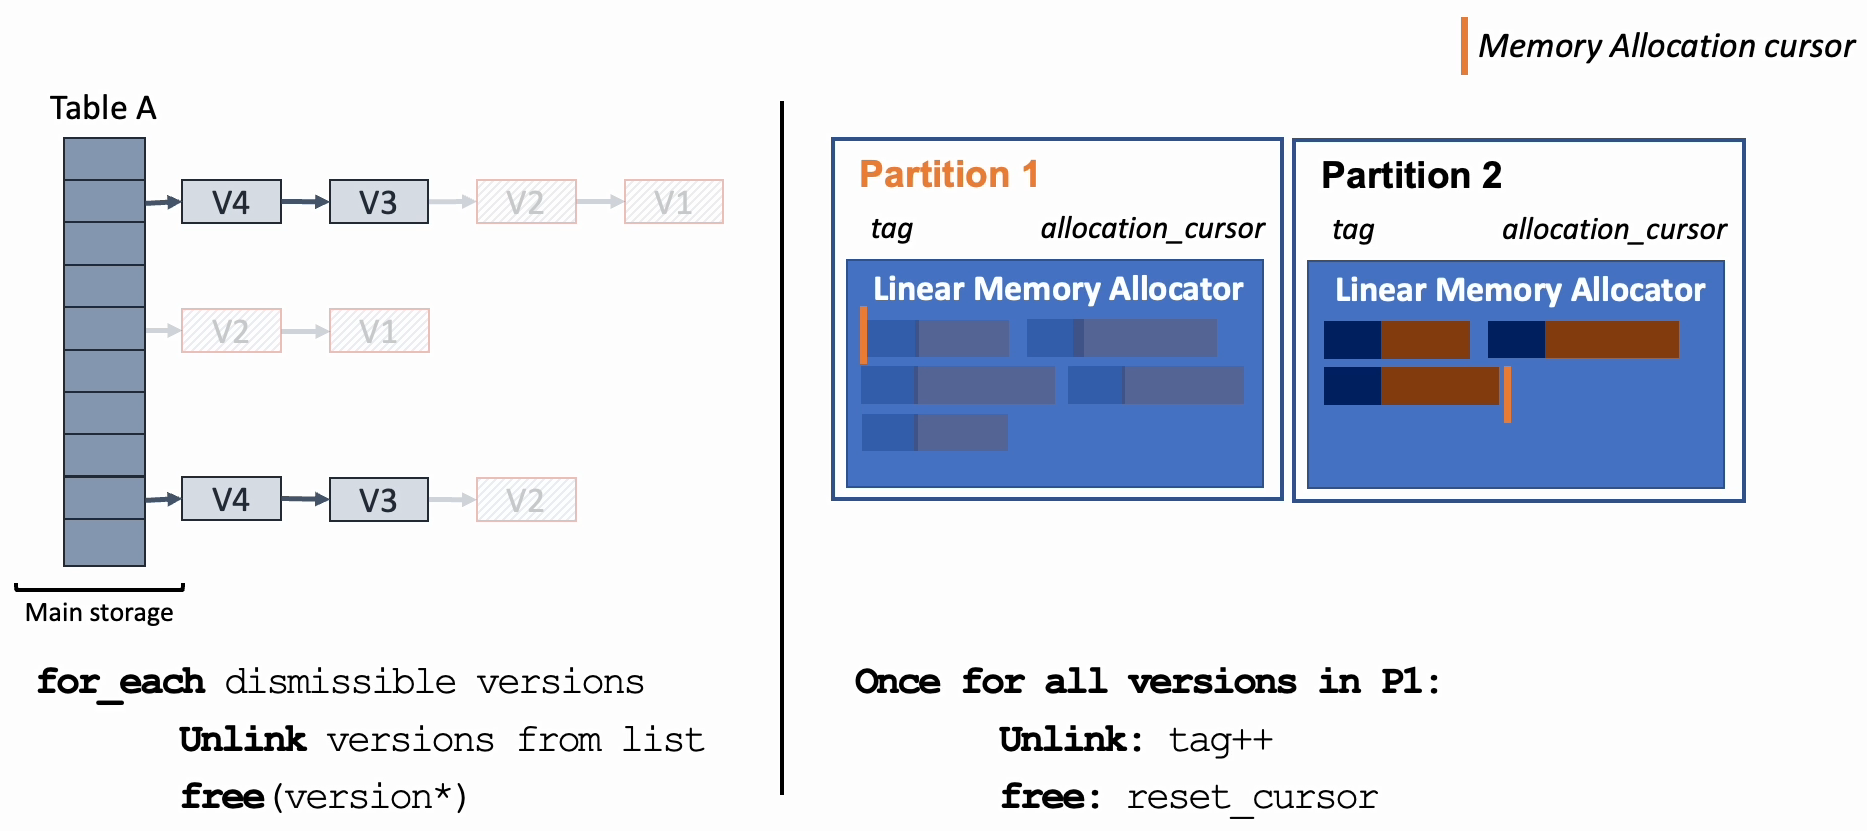 Memory Allocation cursor
Table A
V4 V3 V2 V1
V2 V1
V4 V3 V2
Main storage
for_each dismissible versions
Unlink versions from list
free(version*)
Partition 1
tag allocation_cursor
Linear Memory Allocator
Partition 2
tag allocation_cursor
Linear Memory Allocator
Once for all versions in P1:
Unlink: tag++
free: reset_cursor